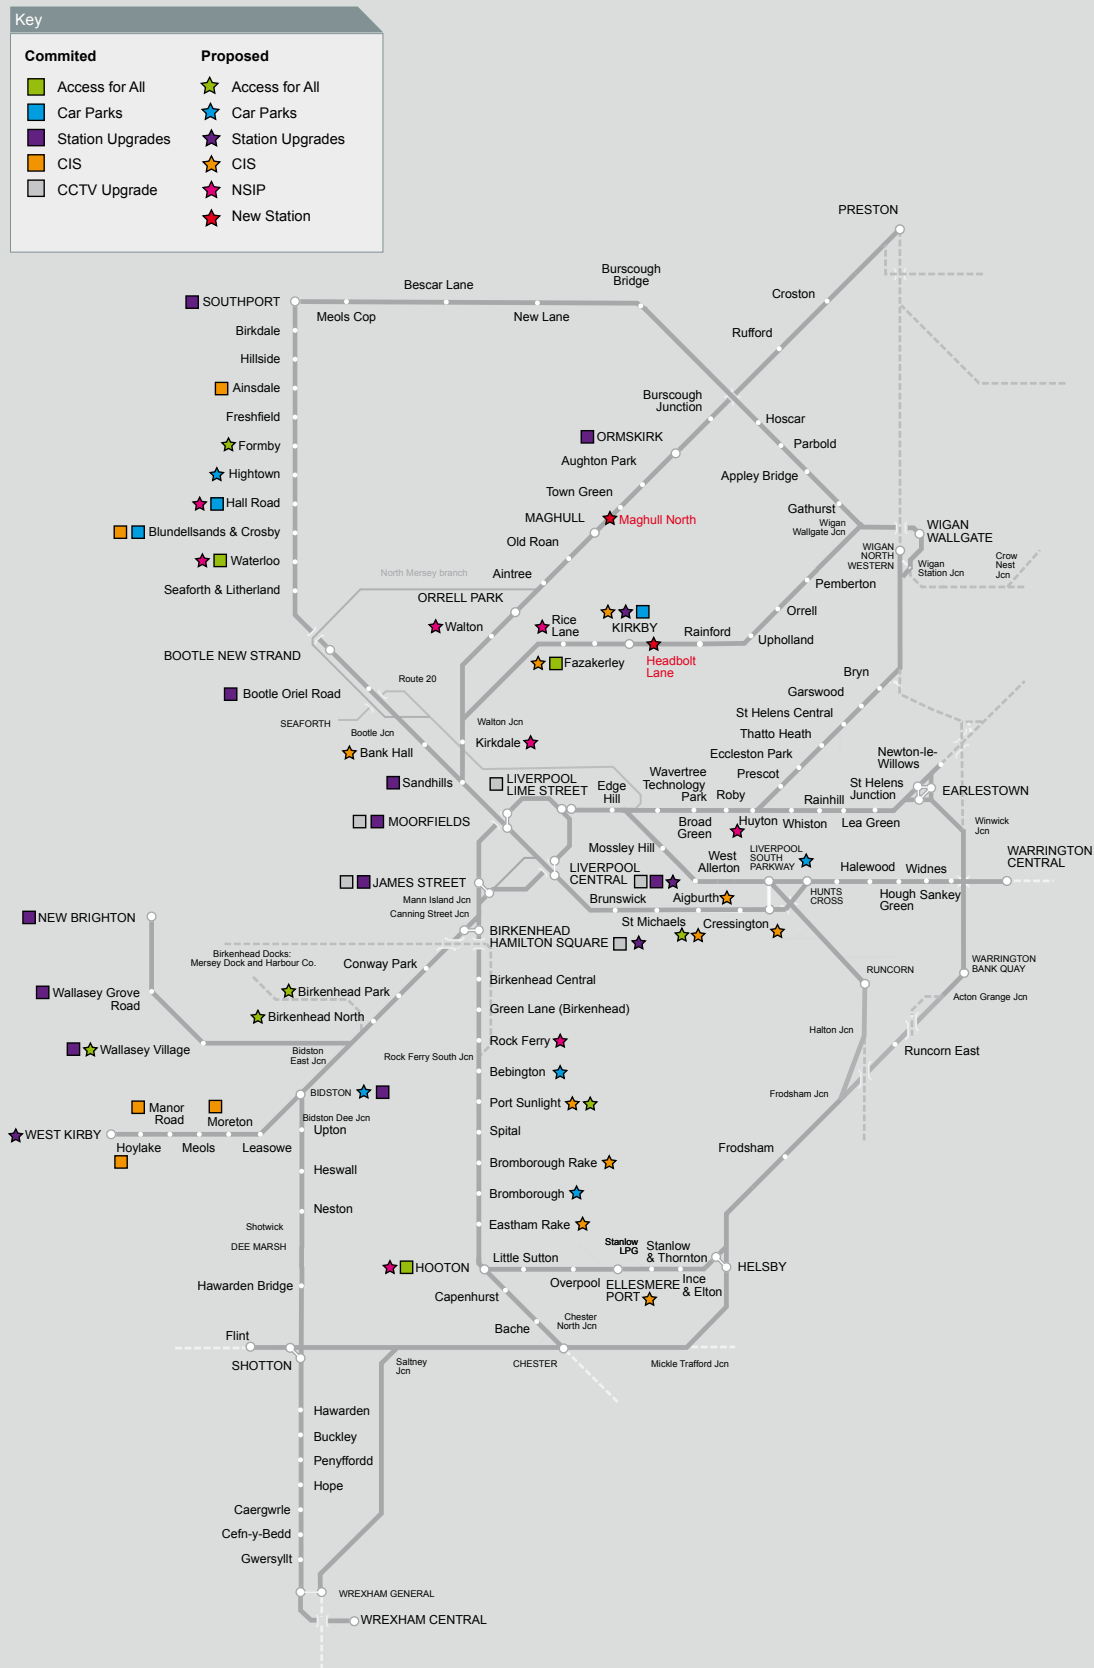 Key
Commited
Proposed
Access for All
Access for All
Car Parks
Car Parks
Station Upgrades
Station Upgrades
CIS
CIS
CCTV Upgrade
NSIP
New Station
PRESTON
Burscough
Bridge
Bescar Lane
Croston
SOUTHPORT
Meols Cop
New Lane
Birkdale
Rufford
Hillside
Ainsdale
Burscough
Junction
Freshfield
Hoscar
ORMSKIRK
Parbold
Formby
Aughton Park
Hightown
Appley Bridge
Town Green
Hall Road
Gathurst
MAGHULL
Maghull North
Wigan
Wallgate Jcn
WIGAN
WALLGATE
Blundellsands & Crosby
Old Roan
WIGAN
NORTH
WESTERN
Crow
Nest
Jcn
Waterloo
Wigan
Station Jcn
North Mersey branch
Aintree
Pemberton
Seaforth & Litherland
ORRELL PARK
Orrell
Walton
Rice
Lane
KIRKBY
Rainford
Upholland
BOOTLE NEW STRAND
Fazakerley
Headbolt
Lane
Bryn
Route 20
Garswood
Bootle Oriel Road
St Helens Central
SEAFORTH
Walton Jcn
Bootle Jcn
Thatto Heath
Kirkdale
Bank Hall
Eccleston Park
Newton-le-
Willows
Prescot
Sandhills
LIVERPOOL
LIME STREET
Edge
Hill
Wavertree
Technology
Park
Roby
St Helens
Junction
EARLESTOWN
Rainhill
MOORFIELDS
Broad
Green
Huyton
Whiston
Lea Green
Winwick
Jcn
Mossley Hill
West
Allerton
LIVERPOOL
SOUTH
PARKWAY
WARRINGTON
CENTRAL
LIVERPOOL
CENTRAL
Halewood
Widnes
JAMES STREET
Mann Island Jcn
Brunswick
Aigburth
HUNTS
CROSS
Hough
Green
Sankey
Canning Street Jcn
NEW BRIGHTON
St Michaels
Cressington
BIRKENHEAD
HAMILTON SQUARE
Birkenhead Docks:
Mersey Dock and Harbour Co.
Conway Park
RUNCORN
WARRINGTON
BANK QUAY
Birkenhead Central
Wallasey Grove
Road
Birkenhead Park
Acton Grange Jcn
Green Lane (Birkenhead)
Birkenhead North
Halton Jcn
Rock Ferry
Wallasey Village
Bidston
East Jcn
Rock Ferry South Jcn
Runcorn East
Bebington
BIDSTON
Frodsham Jcn
Manor
Road
Moreton
Port Sunlight
Bidston Dee Jcn
WEST KIRBY
Upton
Spital
Hoylake
Meols
Leasowe
Frodsham
Bromborough Rake
Heswall
Bromborough
Neston
Shotwick
Eastham Rake
DEE MARSH
Stanlow
LPG
Stanlow
& Thornton
Little Sutton
HOOTON
HELSBY
Hawarden Bridge
Overpool
ELLESMERE
PORT
Ince
& Elton
Capenhurst
Chester
North Jcn
Bache
Flint
SHOTTON
Saltney
Jcn
CHESTER
Mickle Trafford Jcn
Hawarden
Buckley
Penyffordd
Hope
Caergwrle
Cefn-y-Bedd
Gwersyllt
WREXHAM GENERAL
WREXHAM CENTRAL